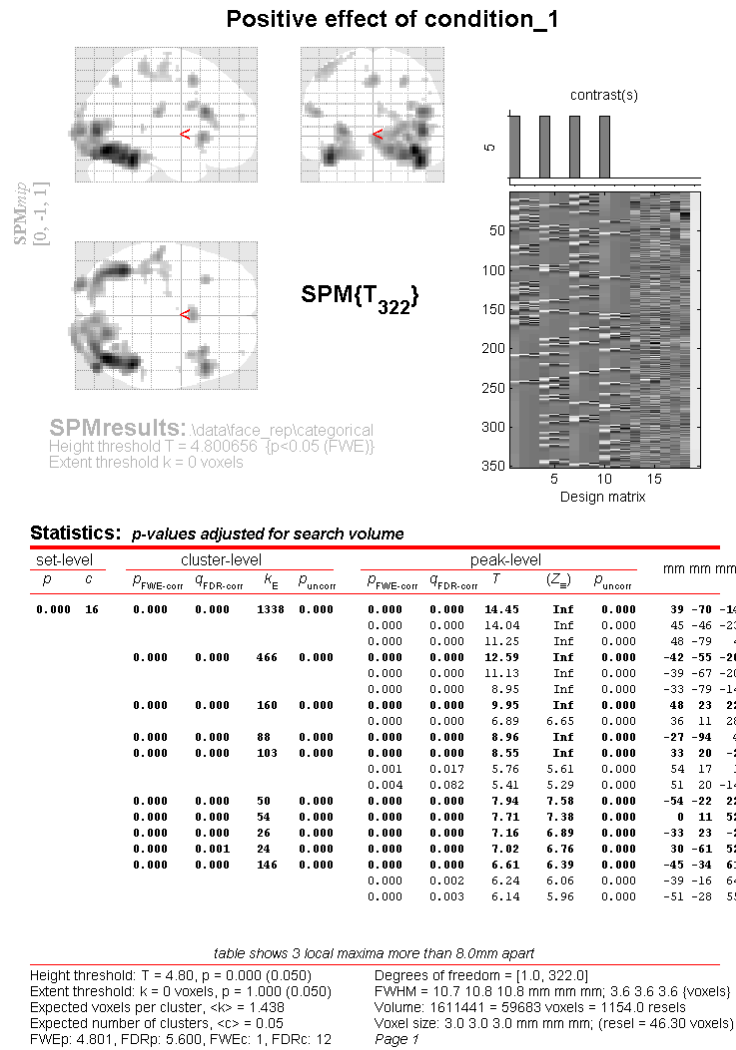 Positive effect of condition_1
SPMmip
[0, -1, 1]
<
<
<
contrast(s)
5
50
100
150
200
250
300
350
5 10 15
Design matrix
SPM{T322}
SPMresults: .\data\face_rep\categorical
Height threshold T = 4.800656 {p<0.05 (FWE)}
Extent threshold k = 0 voxels
Statistics: p-values adjusted for search volume
set-level cluster-level peak-level mm mm mm
p c pFWE-corr qFDR-corr kE puncorr pFWE-corr qFDR-corr T (Z≡) puncorr
0.000 16 0.000 0.000 1338 0.000 0.000 0.000 14.45 Inf 0.000 39 -70 -14
0.000 0.000 14.04 Inf 0.000 45 -46 -23
0.000 0.000 11.25 Inf 0.000 48 -79 4
0.000 0.000 466 0.000 0.000 0.000 12.59 Inf 0.000 -42 -55 -20
0.000 0.000 11.13 Inf 0.000 -39 -67 -20
0.000 0.000 8.95 Inf 0.000 -33 -79 -14
0.000 0.000 160 0.000 0.000 0.000 9.95 Inf 0.000 48 23 22
0.000 0.000 6.89 6.65 0.000 36 11 28
0.000 0.000 88 0.000 0.000 0.000 8.96 Inf 0.000 -27 -94 4
0.000 0.000 103 0.000 0.000 0.000 8.55 Inf 0.000 33 20 -2
0.001 0.017 5.76 5.61 0.000 54 17 1
0.004 0.082 5.41 5.29 0.000 51 20 -14
0.000 0.000 50 0.000 0.000 0.000 7.94 7.58 0.000 -54 -22 22
0.000 0.000 54 0.000 0.000 0.000 7.71 7.38 0.000 0 11 52
0.000 0.000 26 0.000 0.000 0.000 7.16 6.89 0.000 -33 23 -2
0.000 0.001 24 0.000 0.000 0.000 7.02 6.76 0.000 30 -61 52
0.000 0.000 146 0.000 0.000 0.000 6.61 6.39 0.000 -45 -34 61
0.000 0.002 6.24 6.06 0.000 -39 -16 64
0.000 0.003 6.14 5.96 0.000 -51 -28 55
table shows 3 local maxima more than 8.0mm apart
Height threshold: T = 4.80, p = 0.000 (0.050)
Extent threshold: k = 0 voxels, p = 1.000 (0.050)
Expected voxels per cluster, <k> = 1.438
Expected number of clusters, <c> = 0.05
FWEp: 4.801, FDRp: 5.600, FWEc: 1, FDRc: 12
Degrees of freedom = [1.0, 322.0]
FWHM = 10.7 10.8 10.8 mm mm mm; 3.6 3.6 3.6 {voxels}
Volume: 1611441 = 59683 voxels = 1154.0 resels
Voxel size: 3.0 3.0 3.0 mm mm mm; (resel = 46.30 voxels)
Page 1